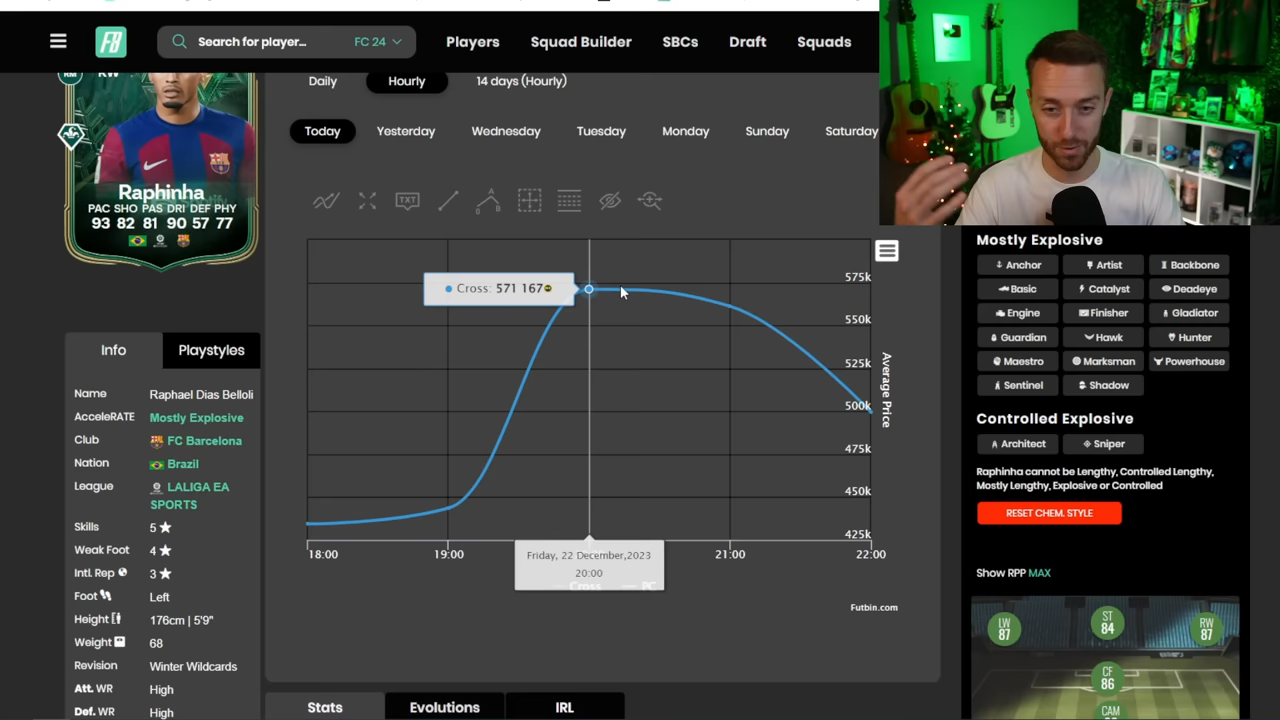 FB
Search for player...
FC 24
Players
Squad Builder
SBCs
Draft
Squads
RM
RW
Raphinha
PAC SHO PAS DRI DEF PHY
93 82 81 90 57 77
Daily
Hourly
14 days (Hourly)
Today
Yesterday
Wednesday
Tuesday
Monday
Sunday
Saturday
TXT
Cross: 571 167
575k
550k
525k
500k
475k
450k
425k
Average Price
18:00
19:00
21:00
22:00
Friday, 22 December,2023
20:00
Cross
PC
Futbin.com
Info
Playstyles
Name
Raphael Dias Belloli
AcceleRATE
Mostly Explosive
Club
FC Barcelona
Nation
Brazil
League
LALIGA EA
SPORTS
Skills
5
Weak Foot
4
Intl. Rep
3
Foot
Left
Height
176cm | 5'9"
Weight
68
Revision
Winter Wildcards
Att. WR
High
Def. WR
High
Stats
Evolutions
IRL
Mostly Explosive
Anchor
Artist
Backbone
Basic
Catalyst
Deadeye
Engine
Finisher
Gladiator
Guardian
Hawk
Hunter
Maestro
Marksman
Powerhouse
Sentinel
Shadow
Controlled Explosive
Architect
Sniper
Raphinha cannot be Lengthy, Controlled Lengthy,
Mostly Lengthy, Explosive or Controlled
RESET CHEM. STYLE
Show RPP MAX
LW
87
ST
84
RW
87
CF
86
CAM